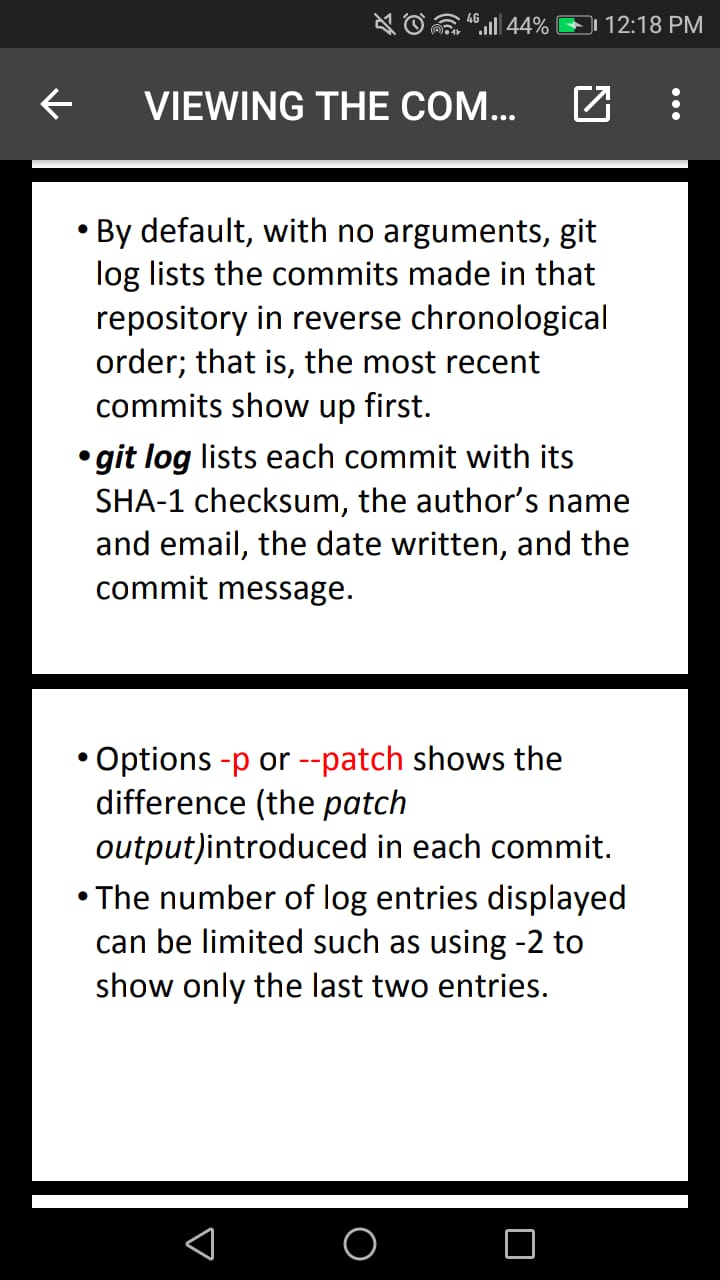 4G 44% 12:18 PM
VIEWING THE COM...
• By default, with no arguments, git
log lists the commits made in that
repository in reverse chronological
order; that is, the most recent
commits show up first.
• git log lists each commit with its
SHA-1 checksum, the author’s name
and email, the date written, and the
commit message.
• Options -p or --patch shows the
difference (the patch
output)introduced in each commit.
• The number of log entries displayed
can be limited such as using -2 to
show only the last two entries.